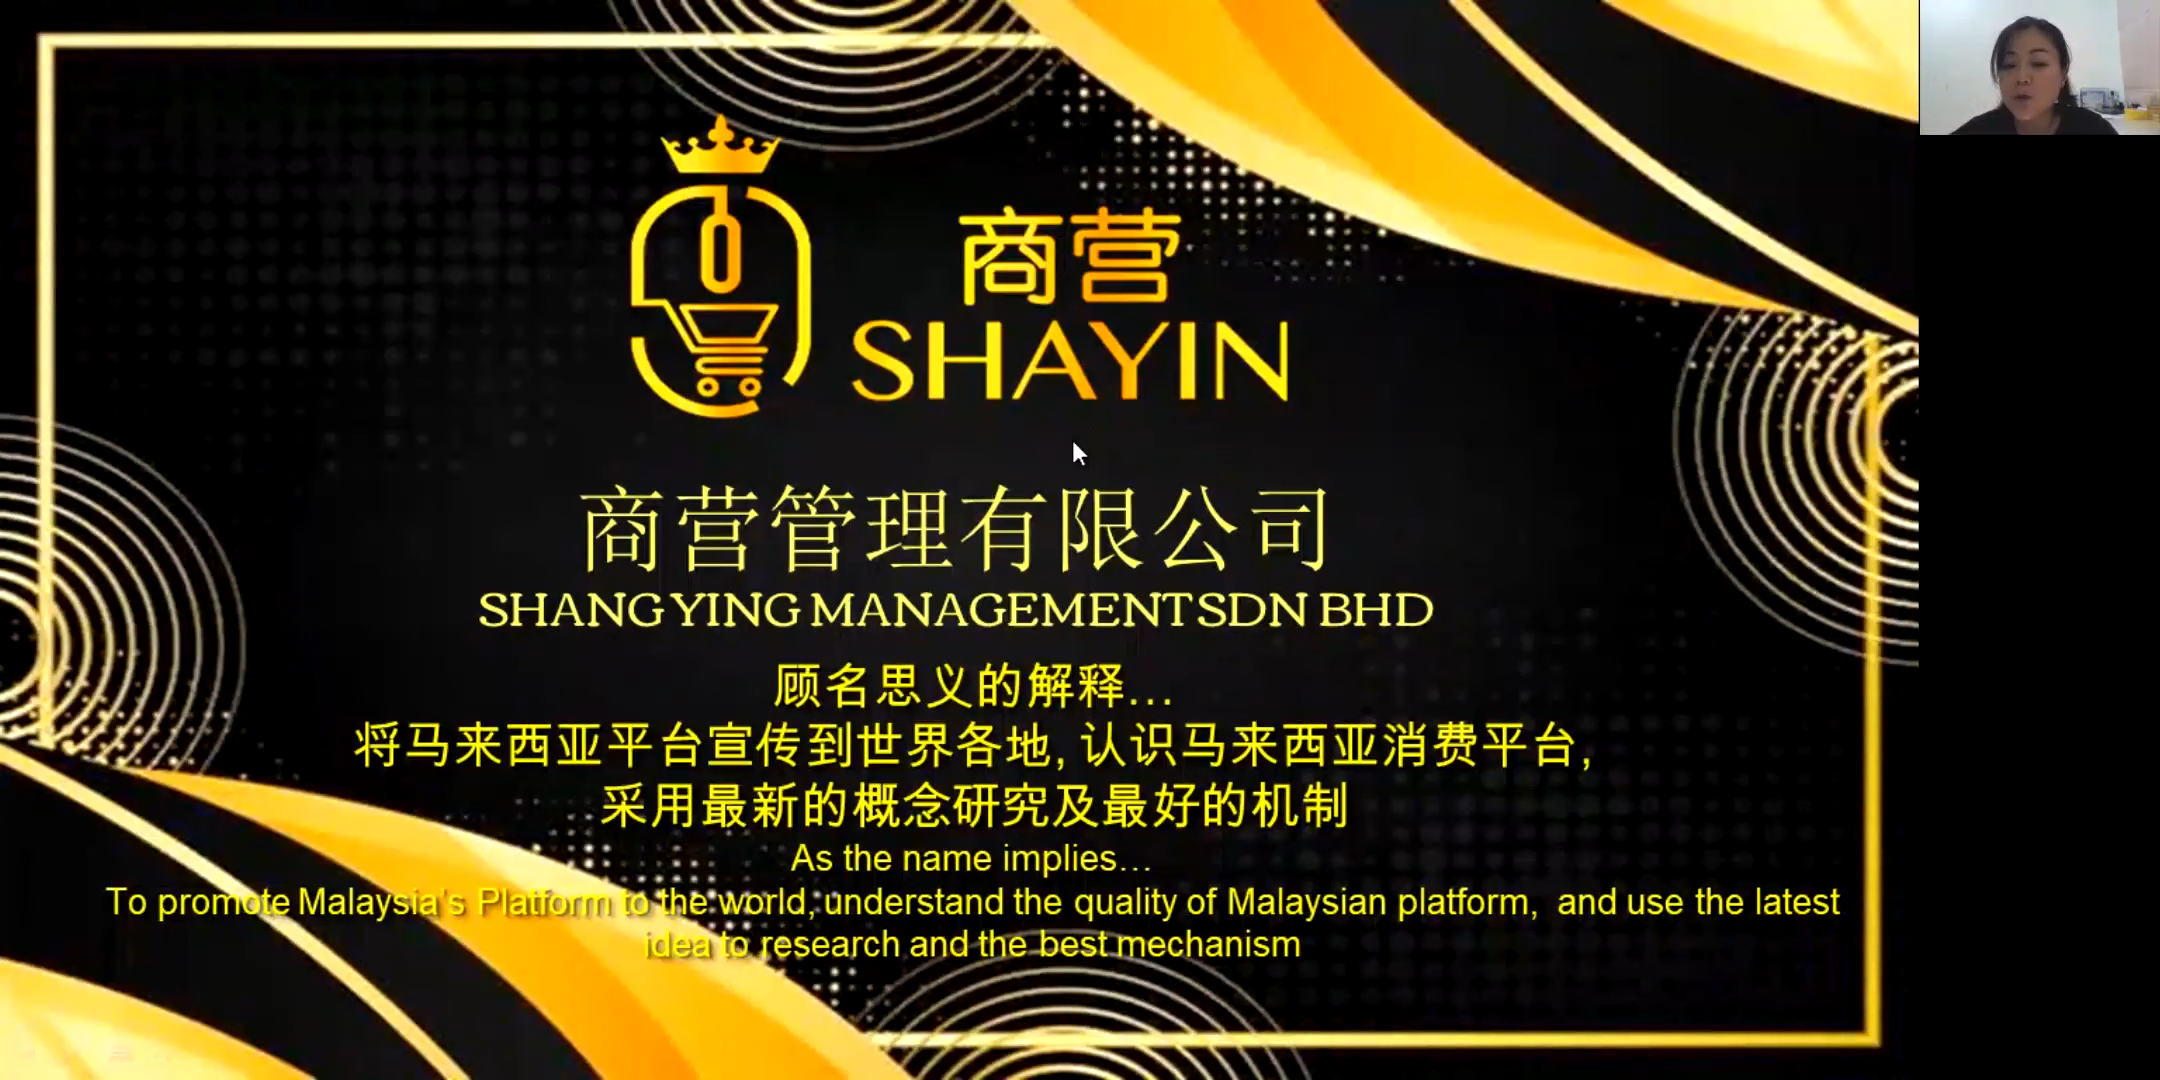 商营
SHAYIN
商营管理有限公司
SHANG YING MANAGEMENT SDN BHD
顾名思义的解释...
将马来西亚平台宣传到世界各地, 认识马来西亚消费平台,
采用最新的概念研究及最好的机制
As the name implies...
To promote Malaysia's Platform to the world, understand the quality of Malaysian platform, and use the latest
idea to research and the best mechanism